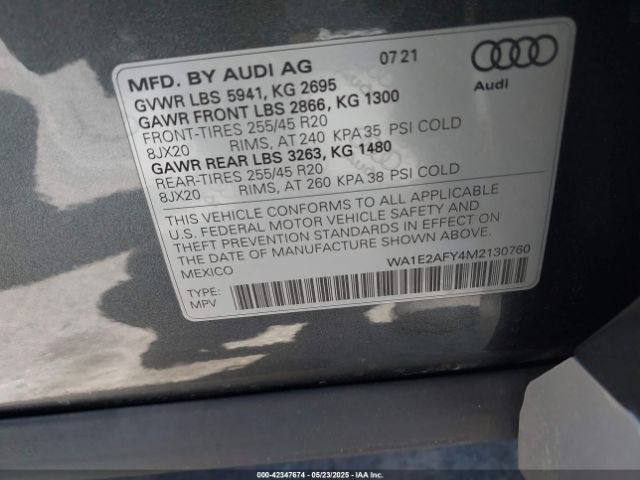 MFD. BY AUDI AG 07 21
GVWR LBS 5941, KG 2695
GAWR FRONT LBS 2866, KG 1300
FRONT-TIRES 255/45 R20
8JX20 RIMS, AT 240 KPA 35 PSI COLD
GAWR REAR LBS 3263, KG 1480
REAR-TIRES 255/45 R20
8JX20 RIMS, AT 260 KPA 38 PSI COLD
Audi
THIS VEHICLE CONFORMS TO ALL APPLICABLE
U.S. FEDERAL MOTOR VEHICLE SAFETY AND
THEFT PREVENTION STANDARDS IN EFFECT ON
THE DATE OF MANUFACTURE SHOWN ABOVE.
MEXICO
WA1E2AFY4M2130760
TYPE:
MPV
000-42347674 — 05/23/2025 — IAA Inc.